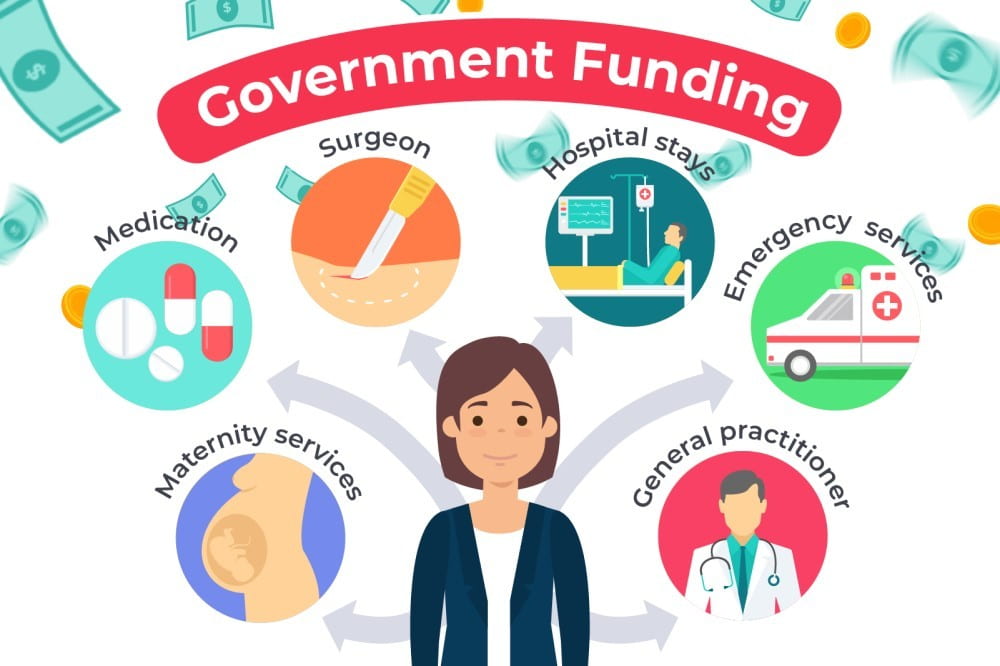 Government Funding
Surgeon
Hospital stays
Medication
Emergency services
Maternity services
General practitioner